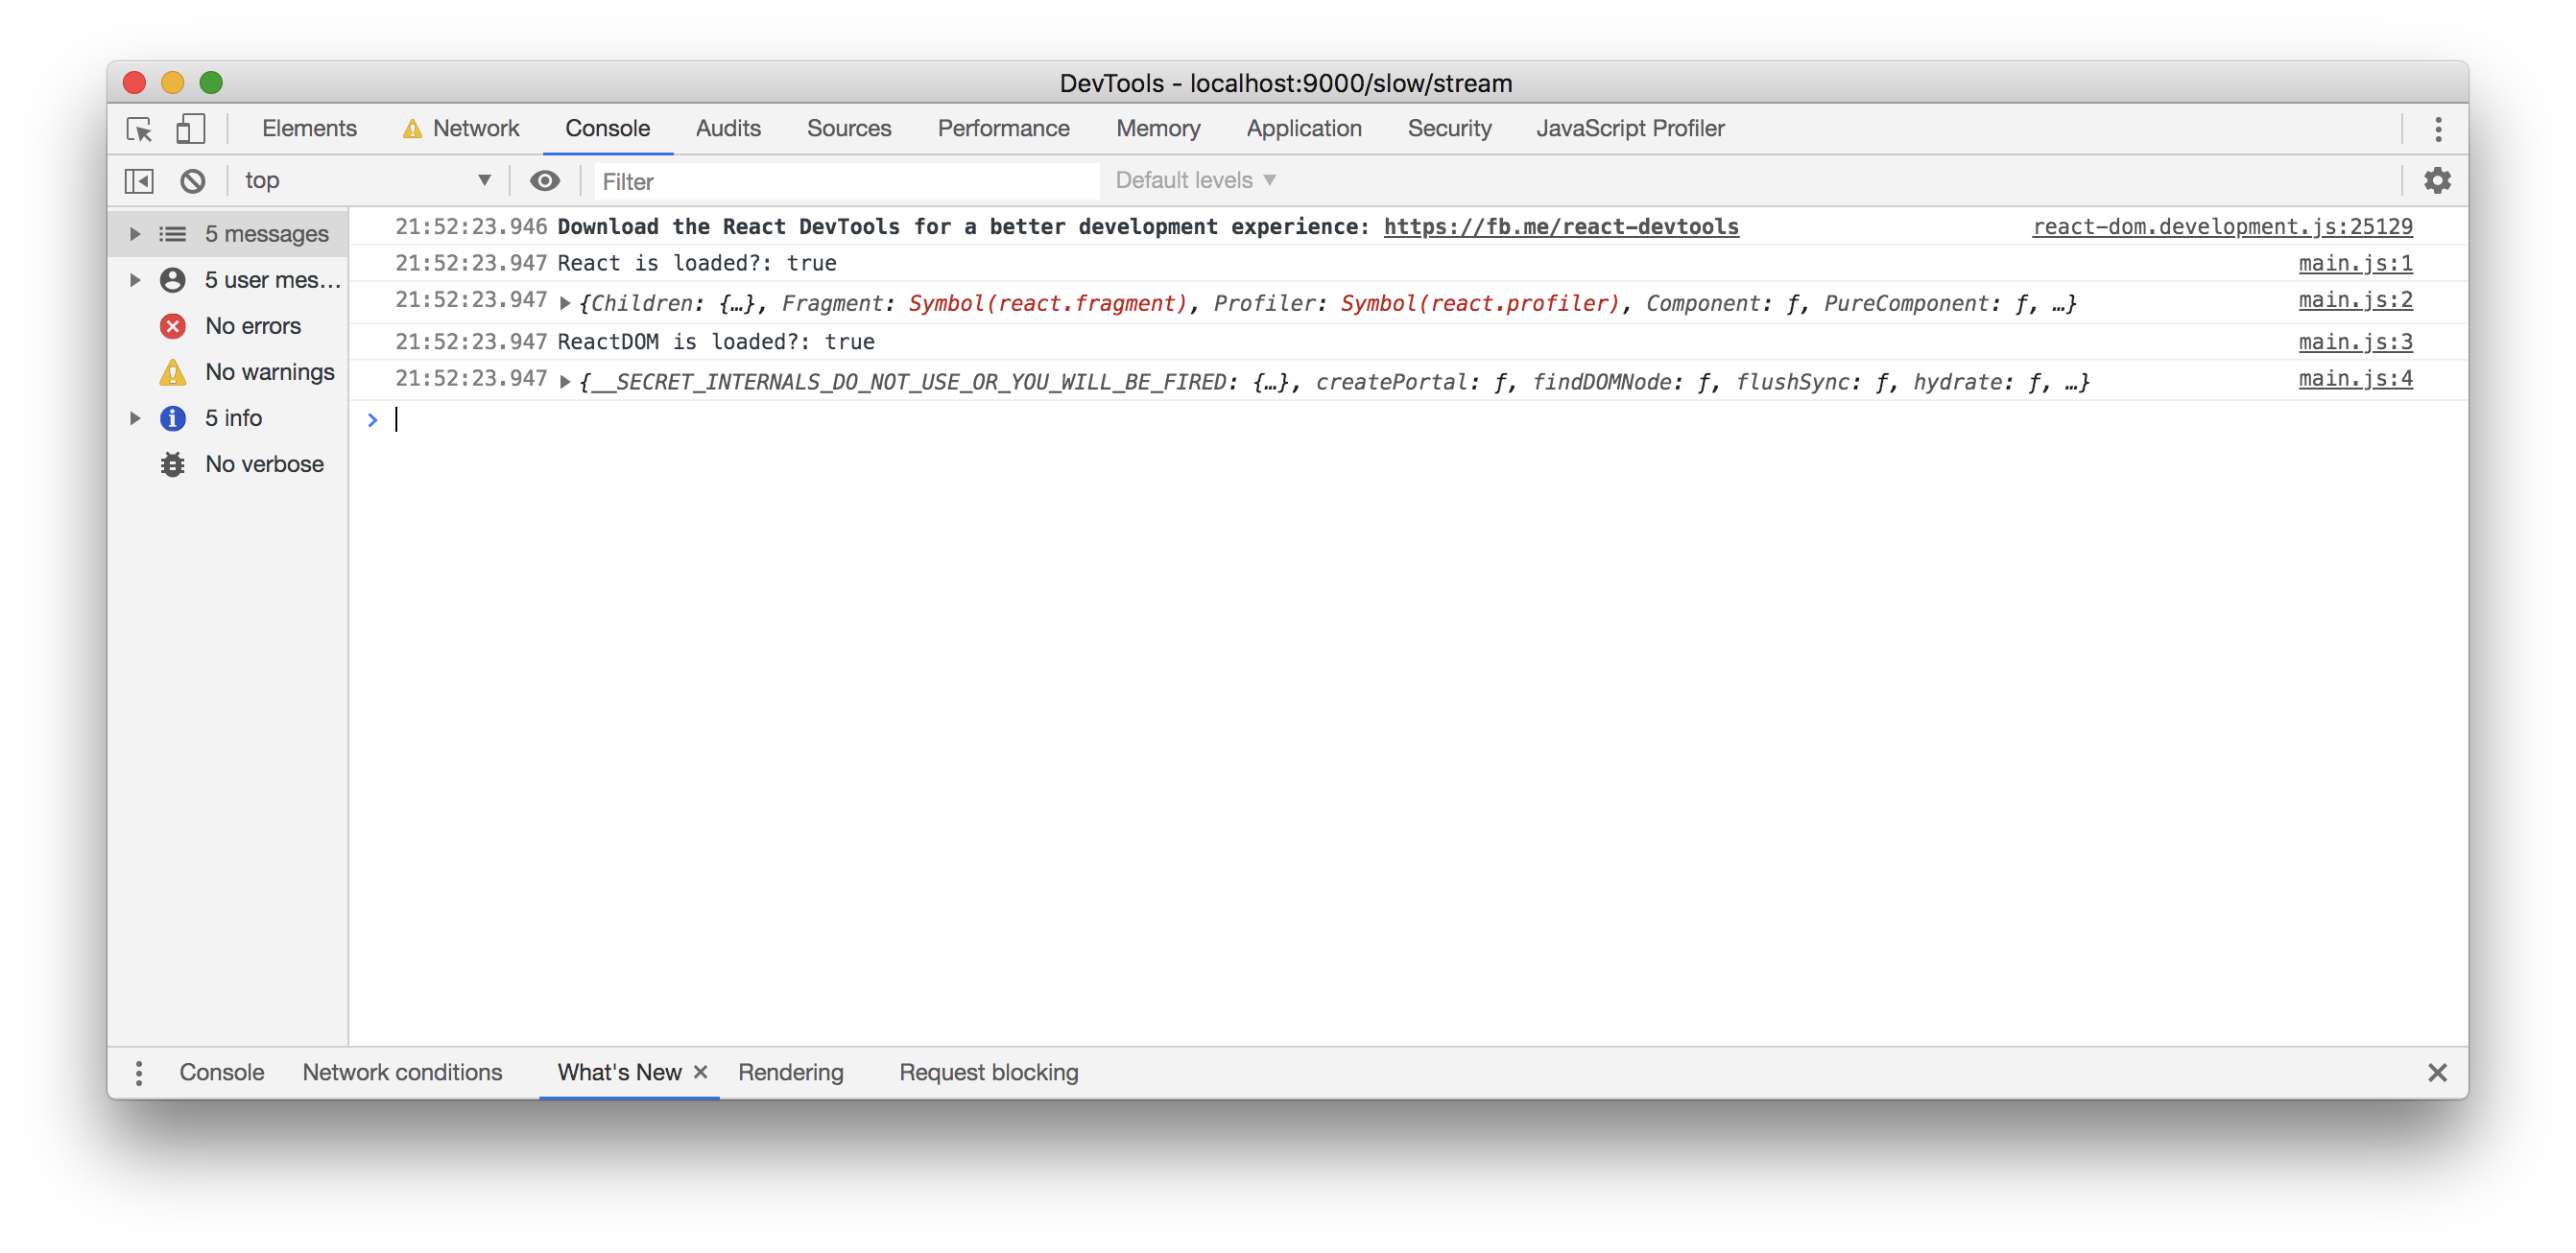 DevTools - localhost:9000/slow/stream
Elements Network Console Audits Sources Performance Memory Application Security JavaScript Profiler
top Filter Default levels
5 messages
5 user mes…
No errors
No warnings
5 info
No verbose
21:52:23.946 Download the React DevTools for a better development experience: https://fb.me/react-devtools react-dom.development.js:25129
21:52:23.947 React is loaded?: true main.js:1
21:52:23.947 {Children: {…}, Fragment: Symbol(react.fragment), Profiler: Symbol(react.profiler), Component: ƒ, PureComponent: ƒ, …} main.js:2
21:52:23.947 ReactDOM is loaded?: true main.js:3
21:52:23.947 {__SECRET_INTERNALS_DO_NOT_USE_OR_YOU_WILL_BE_FIRED: {…}, createPortal: ƒ, findDOMNode: ƒ, flushSync: ƒ, hydrate: ƒ, …} main.js:4
Console Network conditions What's New Rendering Request blocking